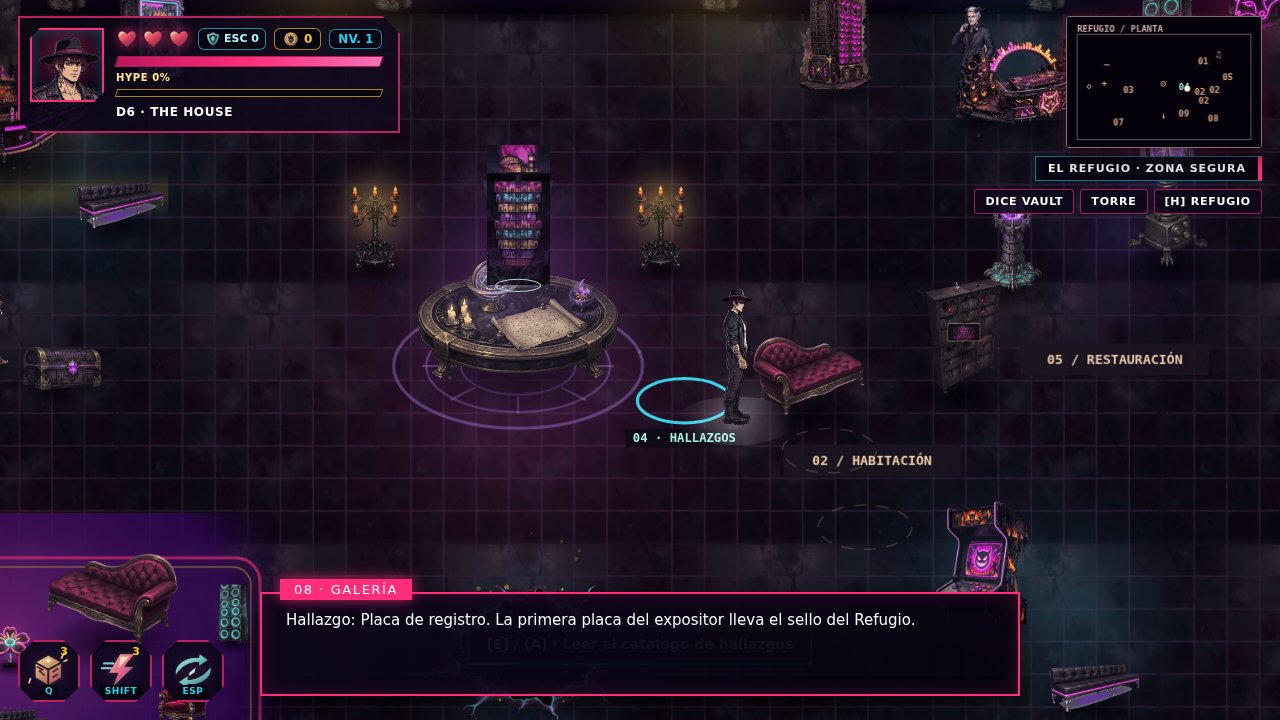 ESC 0
0
NV. 1
HYPE 0%
D6 · THE HOUSE
REFUGIO / PLANTA
01
05
03
04
02 02
02
09
08
07
EL REFUGIO · ZONA SEGURA
DICE VAULT
TORRE
[H] REFUGIO
05 / RESTAURACIÓN
04 · HALLAZGOS
02 / HABITACIÓN
08 · GALERÍA
Hallazgo: Placa de registro. La primera placa del expositor lleva el sello del Refugio.
[E] / (A) · Leer el catálogo de hallazgos
3
Q
3
SHIFT
ESP